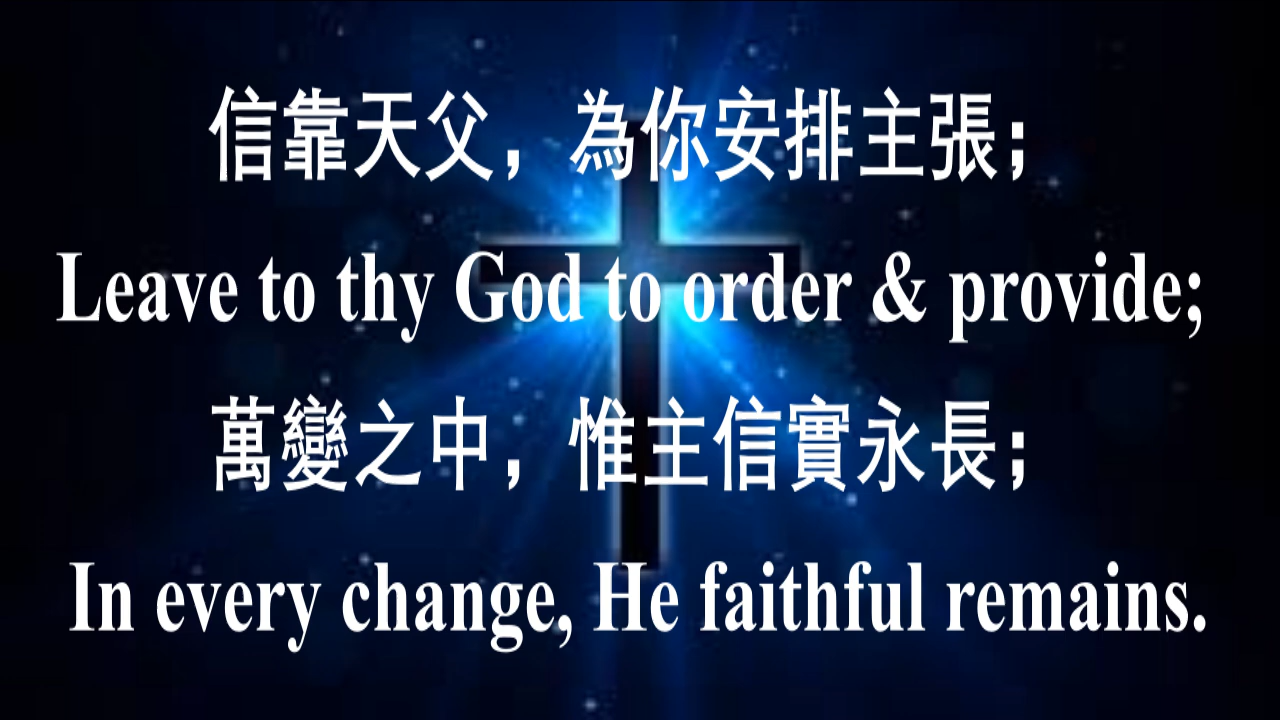 信靠天父，為你安排主張；
Leave to thy God to order & provide;
萬變之中，惟主信實永長；
In every change, He faithful remains.